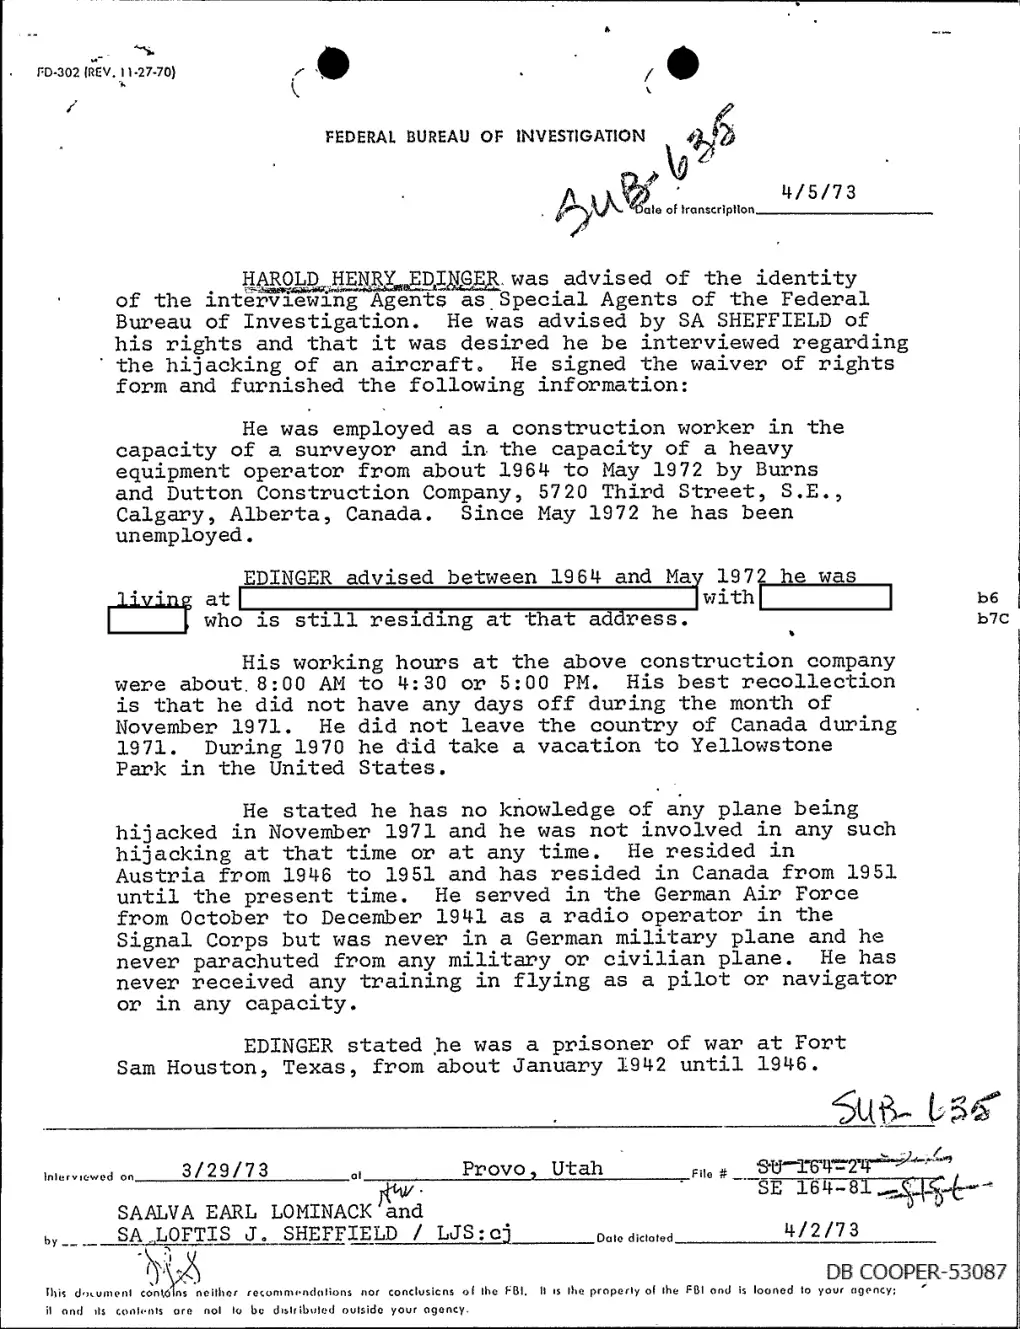 FD-302 (REV. 11-27-70)
FEDERAL BUREAU OF INVESTIGATION
SUB-635
Date of transcription 4/5/73
HAROLD HENRY EDINGER was advised of the identity
of the interviewing Agents as Special Agents of the Federal
Bureau of Investigation. He was advised by SA SHEFFIELD of
his rights and that it was desired he be interviewed regarding
the hijacking of an aircraft. He signed the waiver of rights
form and furnished the following information:
He was employed as a construction worker in the
capacity of a surveyor and in the capacity of a heavy
equipment operator from about 1964 to May 1972 by Burns
and Dutton Construction Company, 5720 Third Street, S.E.,
Calgary, Alberta, Canada. Since May 1972 he has been
unemployed.
EDINGER advised between 1964 and May 1972 he was
living at with b6
who is still residing at that address. b7C
His working hours at the above construction company
were about 8:00 AM to 4:30 or 5:00 PM. His best recollection
is that he did not have any days off during the month of
November 1971. He did not leave the country of Canada during
1971. During 1970 he did take a vacation to Yellowstone
Park in the United States.
He stated he has no knowledge of any plane being
hijacked in November 1971 and he was not involved in any such
hijacking at that time or at any time. He resided in
Austria from 1946 to 1951 and has resided in Canada from 1951
until the present time. He served in the German Air Force
from October to December 1941 as a radio operator in the
Signal Corps but was never in a German military plane and he
never parachuted from any military or civilian plane. He has
never received any training in flying as a pilot or navigator
or in any capacity.
EDINGER stated he was a prisoner of war at Fort
Sam Houston, Texas, from about January 1942 until 1946.
SUB-635
Interviewed on 3/29/73 at Provo, Utah File # SU 164-24
SE 164-81
SAALVA EARL LOMINACK and
by SA LOFTIS J. SHEFFIELD / LJS:cj Date dictated 4/2/73
DB COOPER-53087
This document contains neither recommendations nor conclusions of the FBI. It is the property of the FBI and is loaned to your agency;
it and its contents are not to be distributed outside your agency.